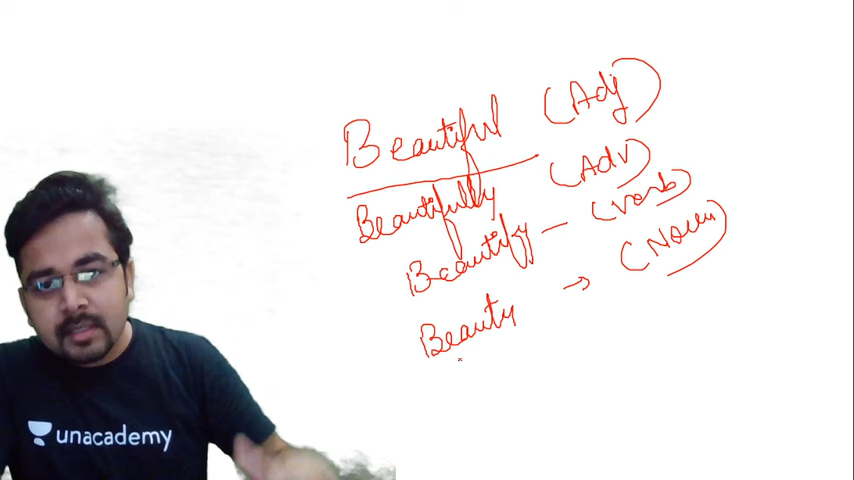 Beautiful (Adj)
Beautifully (Adv)
Beautify - (Verb)
Beauty → (Noun)
unacademy